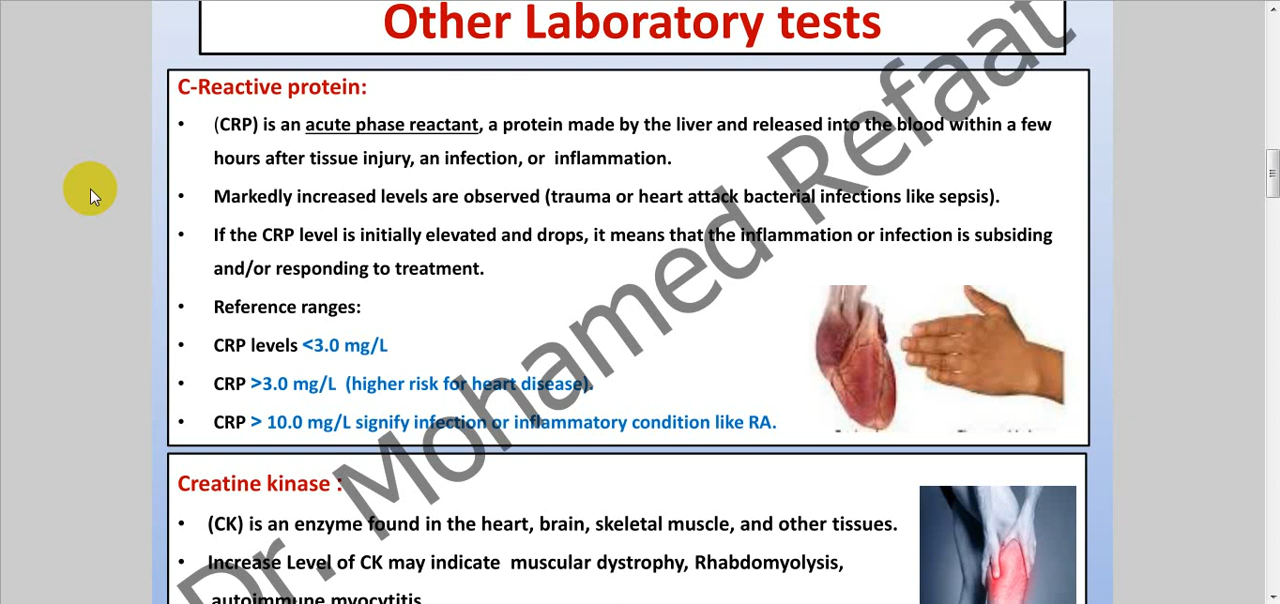 Other Laboratory tests
C-Reactive protein:
• (CRP) is an acute phase reactant, a protein made by the liver and released into the blood within a few
hours after tissue injury, an infection, or inflammation.
• Markedly increased levels are observed (trauma or heart attack bacterial infections like sepsis).
• If the CRP level is initially elevated and drops, it means that the inflammation or infection is subsiding
and/or responding to treatment.
• Reference ranges:
• CRP levels <3.0 mg/L
• CRP >3.0 mg/L (higher risk for heart disease).
• CRP > 10.0 mg/L signify infection or inflammatory condition like RA.
Creatine kinase :
• (CK) is an enzyme found in the heart, brain, skeletal muscle, and other tissues.
• Increase Level of CK may indicate muscular dystrophy, Rhabdomyolysis,
autoimmune myocytitis
Dr. Mohamed Refaat